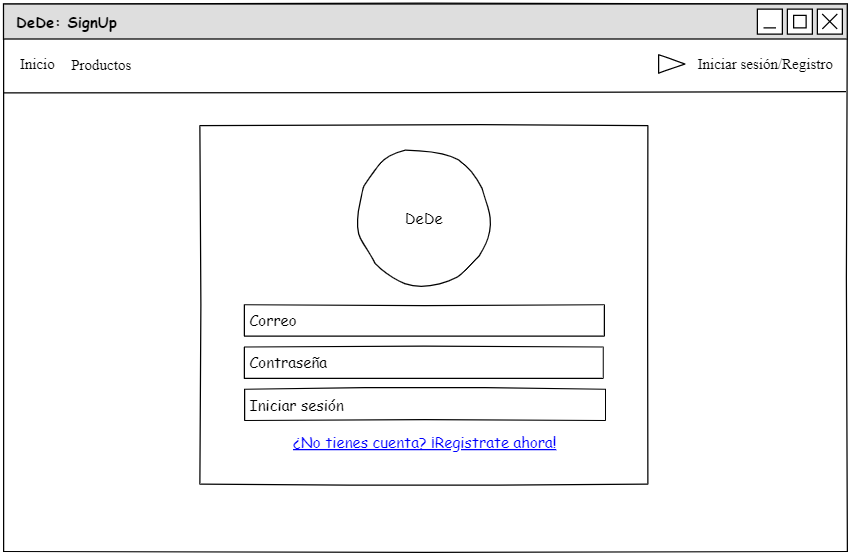 DeDe: SignUp
Inicio Productos Iniciar sesión/Registro
DeDe
Correo
Contraseña
Iniciar sesión
¿No tienes cuenta? ¡Registrate ahora!